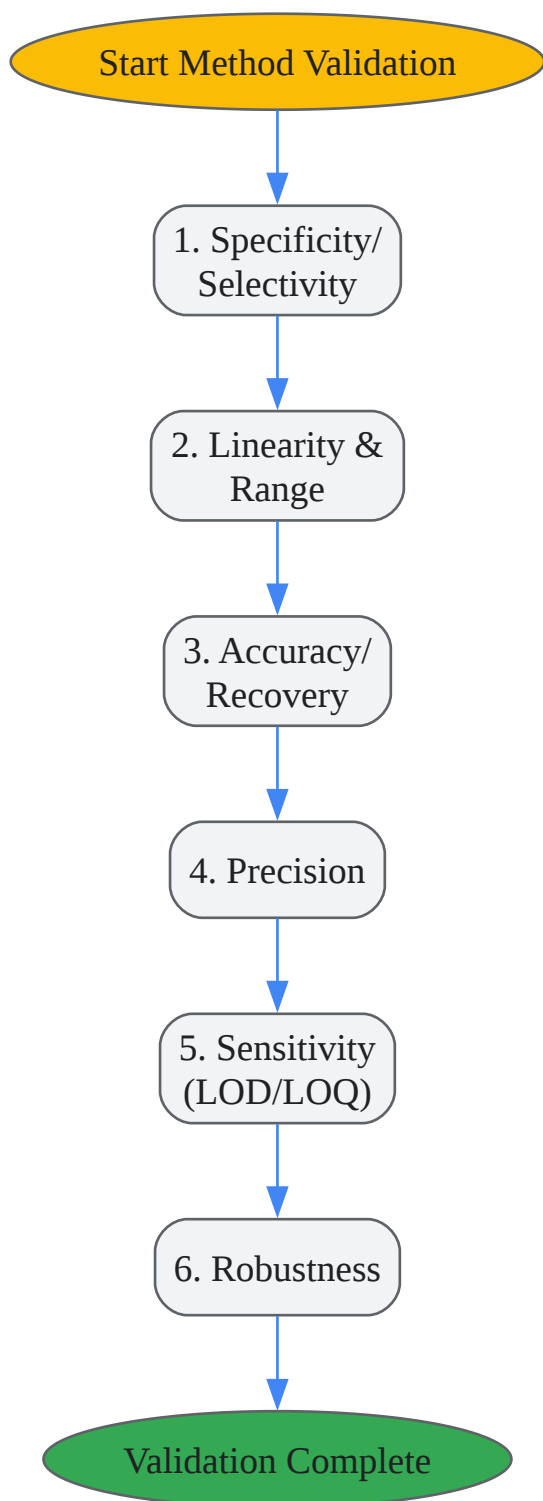 Start Method Validation
1. Specificity/
Selectivity
2. Linearity &
Range
3. Accuracy/
Recovery
4. Precision
5. Sensitivity
(LOD/LOQ)
6. Robustness
Validation Complete